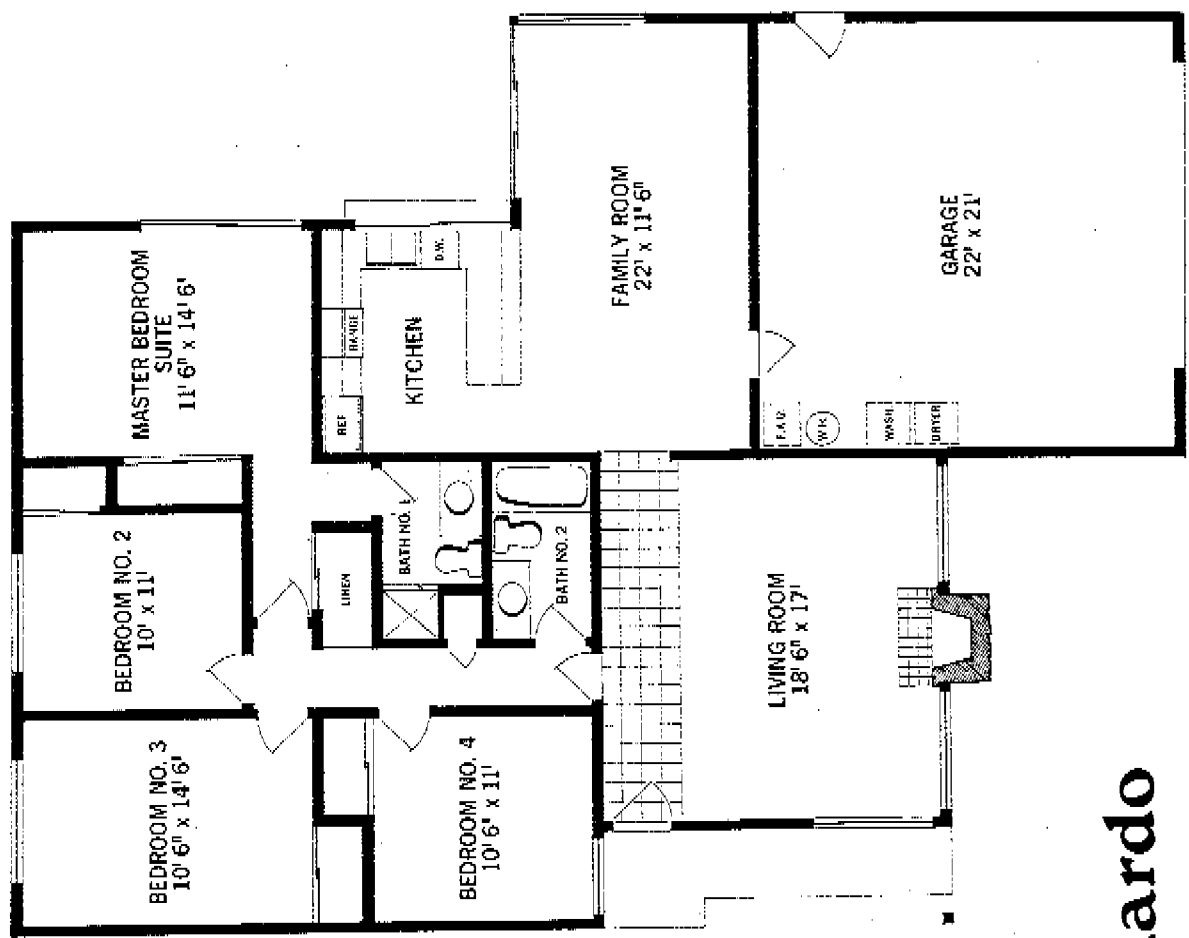 MASTER BEDROOM
SUITE
11' 6" x 14' 6"
BEDROOM NO. 2
10' x 11'
BEDROOM NO. 3
10' 6" x 14' 6"
BEDROOM NO. 4
10' 6" x 11'
LINEN
BATH NO. 1
BATH NO. 2
REF
RANGE
D.W.
KITCHEN
FAMILY ROOM
22' x 11' 6"
LIVING ROOM
18' 6" x 17'
F.A.U.
W.H.
WASH.
DRYER
GARAGE
22' x 21'
ardo